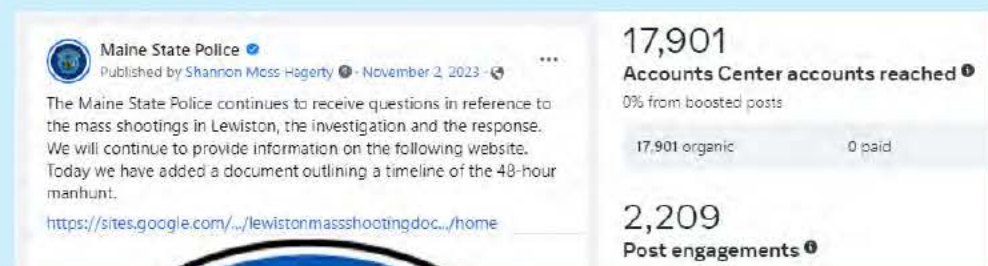 Maine State Police
Published by Shannon Moss Hagerty · November 2, 2023 ·
The Maine State Police continues to receive questions in reference to
the mass shootings in Lewiston, the investigation and the response.
We will continue to provide information on the following website.
Today we have added a document outlining a timeline of the 48-hour
manhunt.
https://sites.google.com/.../lewistonmassshootingdoc.../home
17,901
Accounts Center accounts reached
0% from boosted posts
17,901 organic 0 paid
2,209
Post engagements